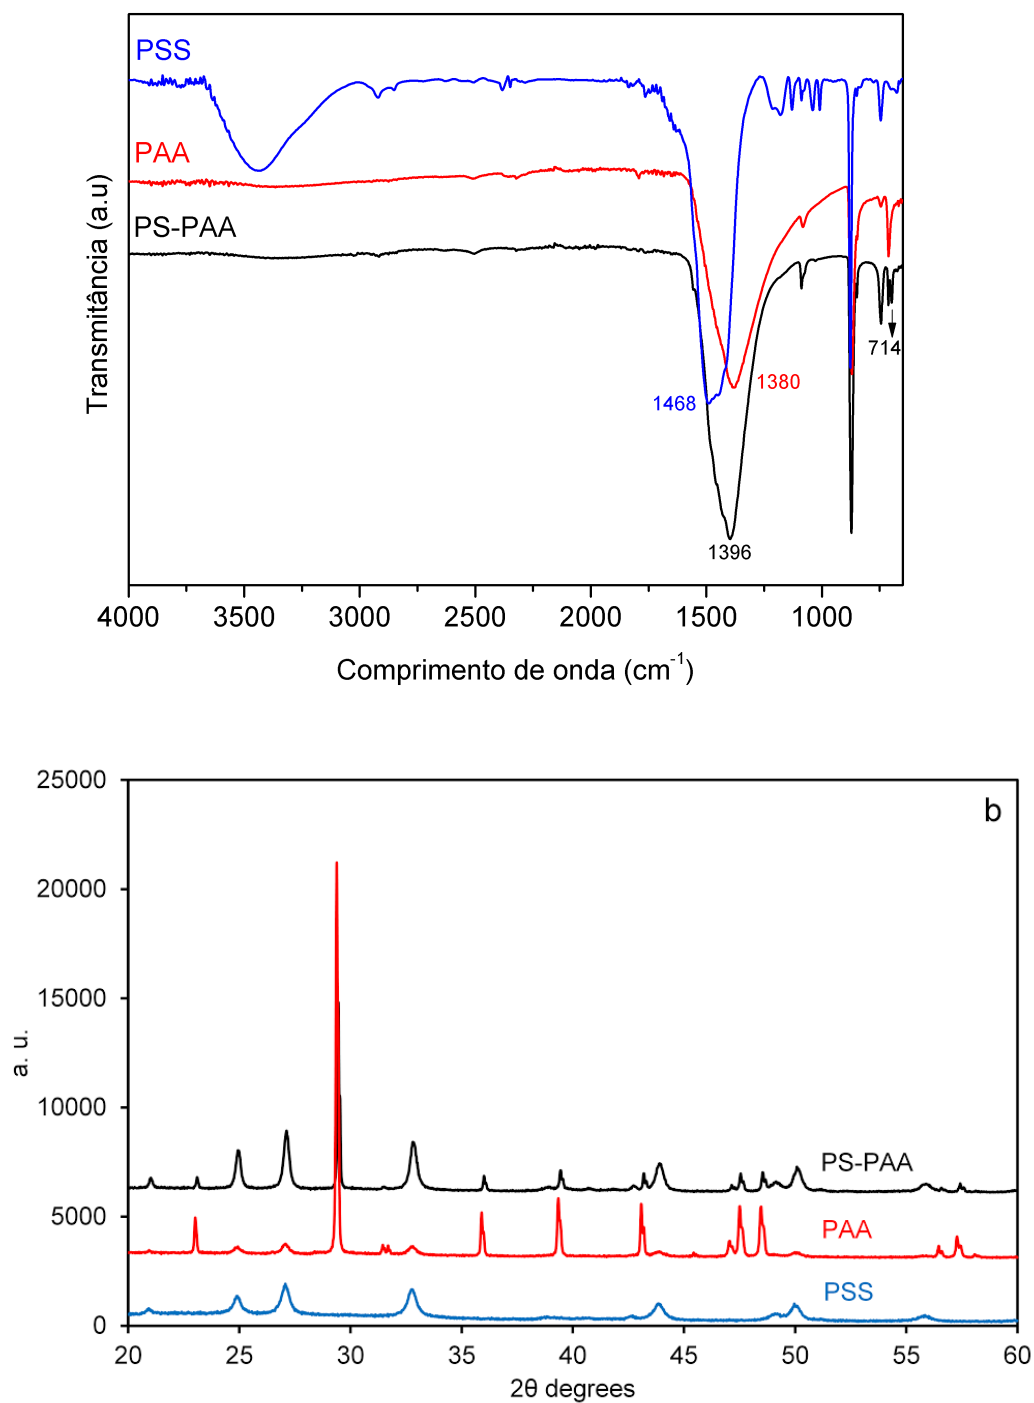 PSS
PAA
PS-PAA
Transmitância (a.u)
714
1380
1468
1396
4000 3500 3000 2500 2000 1500 1000
Comprimento de onda (cm-1)
25000
b
20000
15000
a. u.
10000
PS-PAA
5000
PAA
PSS
0
20 25 30 35 40 45 50 55 60
2θ degrees